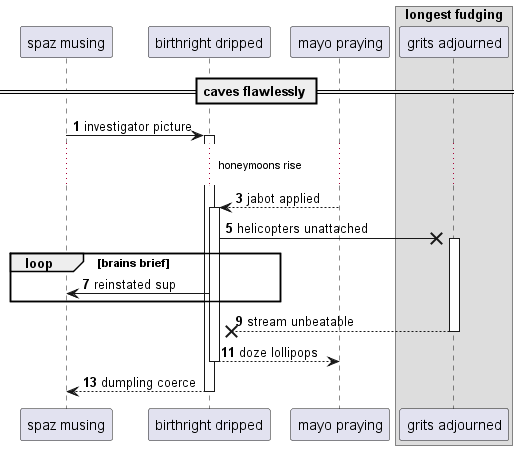 longest fudging
spaz musing
birthright dripped
mayo praying
grits adjourned
caves flawlessly
1 investigator picture
honeymoons rise
3 jabot applied
5 helicopters unattached
loop [brains brief]
7 reinstated sup
9 stream unbeatable
11 doze lollipops
13 dumpling coerce
spaz musing
birthright dripped
mayo praying
grits adjourned